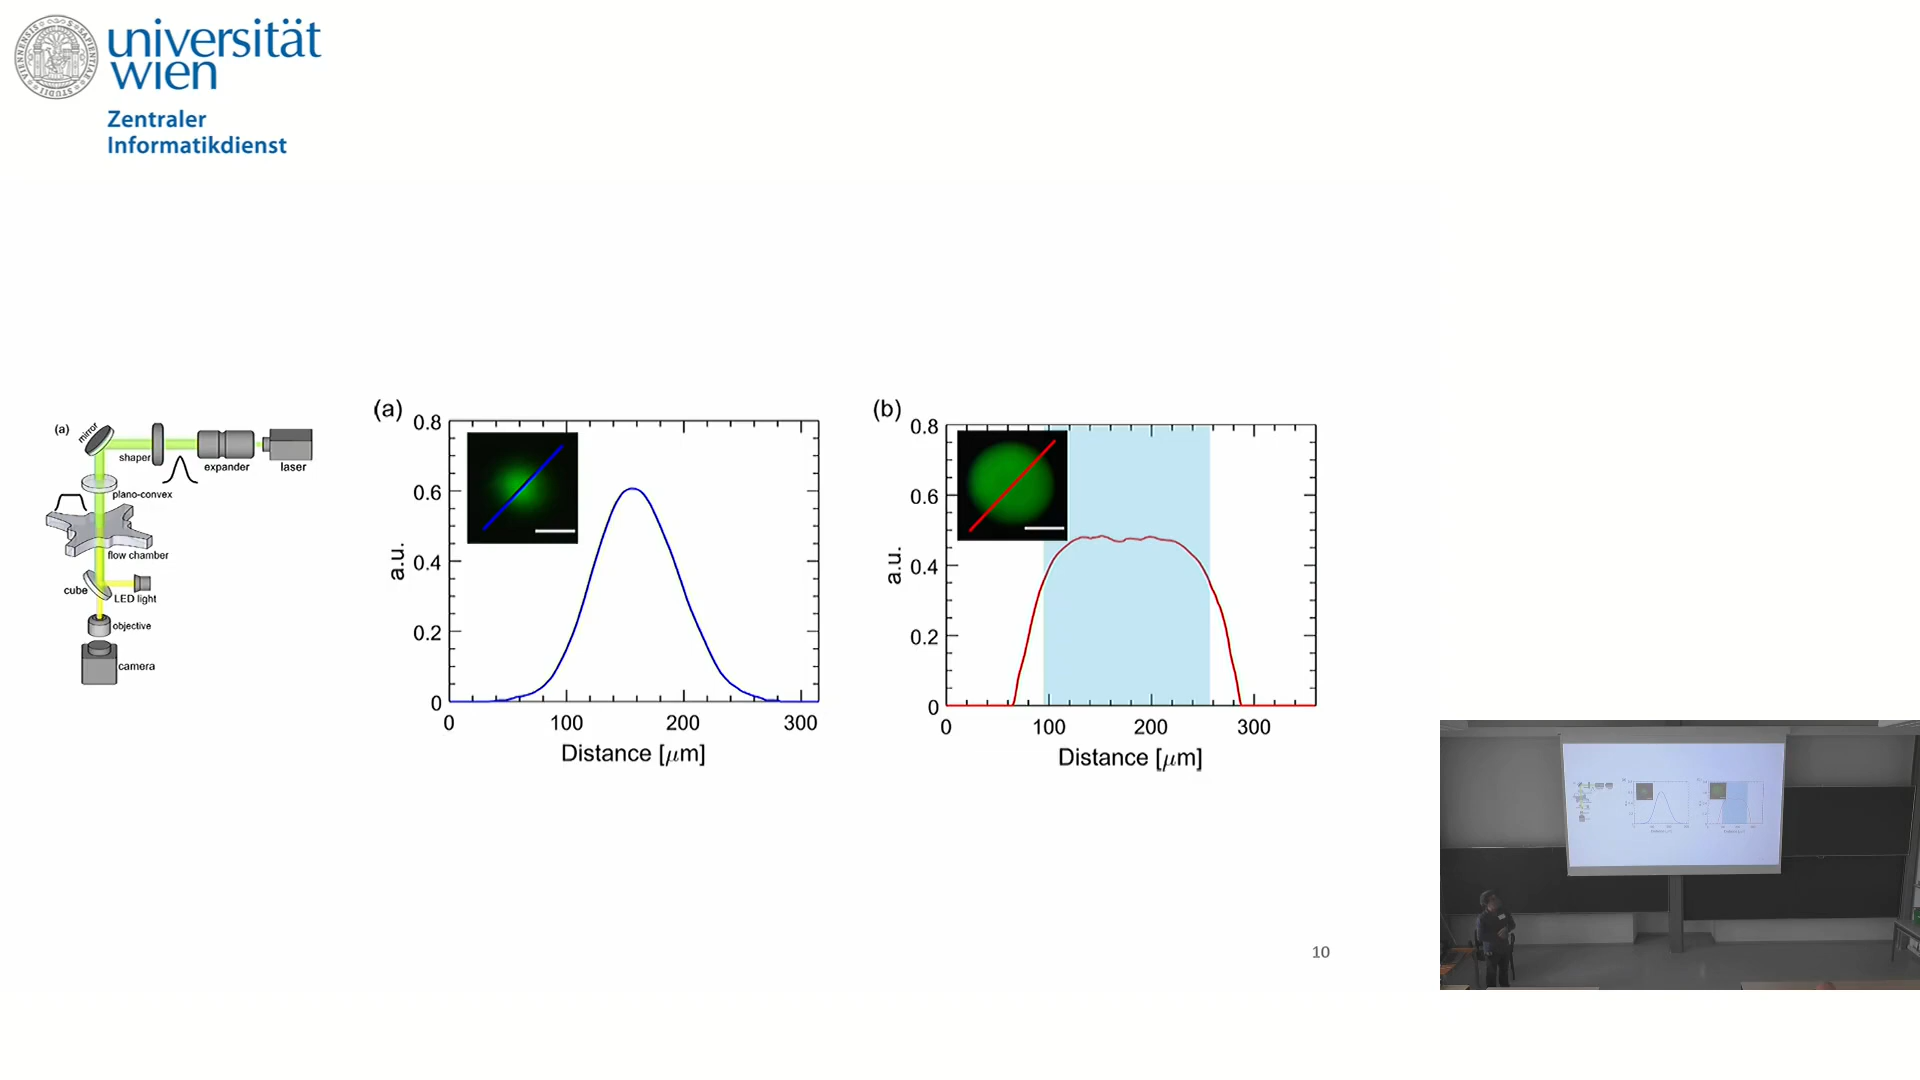 universität
wien
Zentraler
Informatikdienst
(a)
mirror
shaper
expander
laser
plano-convex
flow chamber
cube
LED light
objective
camera
(a)
0.8
0.6
0.4
0.2
0
a.u.
0 100 200 300
Distance [μm]
(b)
0.8
0.6
0.4
0.2
0
a.u.
0 100 200 300
Distance [μm]
10